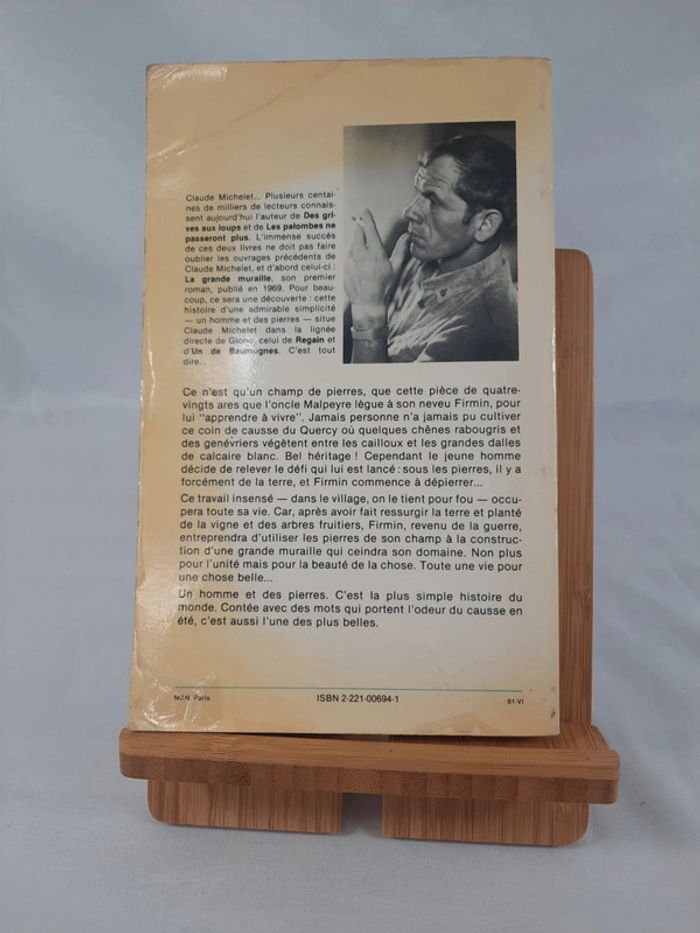 Claude Michelet... Plusieurs centai-
nes de milliers de lecteurs connais-
sent aujourd'hui l'auteur de Des gri-
ves aux loups et de Les palombes ne
passeront plus. L'immense succès
de ces deux livres ne doit pas faire
oublier les ouvrages précédents de
Claude Michelet, et d'abord celui-ci :
La grande muraille, son premier
roman, publié en 1969. Pour beau-
coup, ce sera une découverte : cette
histoire d'une admirable simplicité
— un homme et des pierres — situe
Claude Michelet dans la lignée
directe de Giono, celui de Regain et
d'Un de Baumugnes. C'est tout
dire...
Ce n'est qu'un champ de pierres, que cette pièce de quatre-
vingts ares que l'oncle Malpeyre lègue à son neveu Firmin, pour
lui "apprendre à vivre". Jamais personne n'a jamais pu cultiver
ce coin de causse du Quercy où quelques chênes rabougris et
des genévriers végètent entre les cailloux et les grandes dalles
de calcaire blanc. Bel héritage ! Cependant le jeune homme
décide de relever le défi qui lui est lancé : sous les pierres, il y a
forcément de la terre, et Firmin commence à dépierrer...
Ce travail insensé — dans le village, on le tient pour fou — occu-
pera toute sa vie. Car, après avoir fait ressurgir la terre et planté
de la vigne et des arbres fruitiers, Firmin, revenu de la guerre,
entreprendra d'utiliser les pierres de son champ à la construc-
tion d'une grande muraille qui ceindra son domaine. Non plus
pour l'unité mais pour la beauté de la chose. Toute une vie pour
une chose belle...
Un homme et des pierres. C'est la plus simple histoire du
monde. Contée avec des mots qui portent l'odeur du causse en
été, c'est aussi l'une des plus belles.
Paris ISBN 2-221-00694-1 81-VI